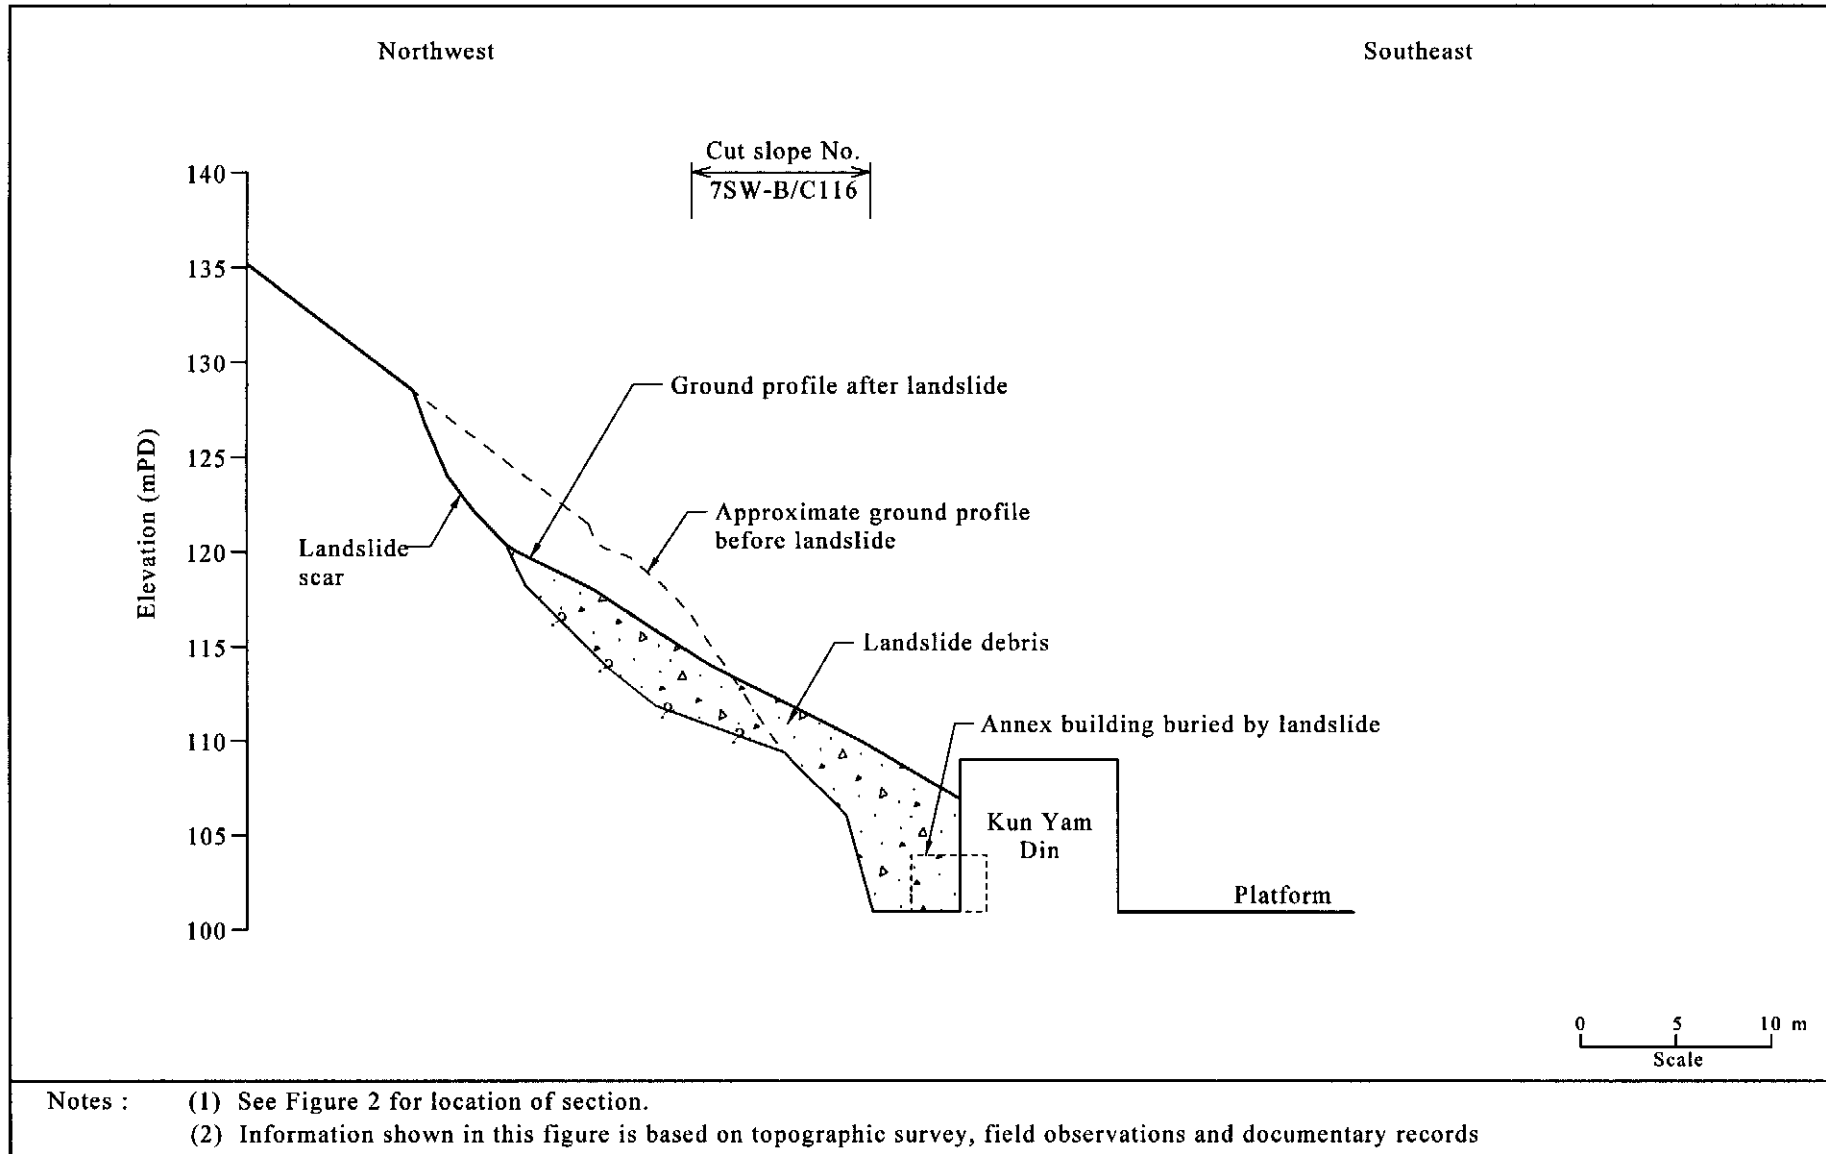 Northwest
Southeast
Cut slope No.
7SW-B/C116
140
135
130
125
120
115
110
105
100
Elevation (mPD)
Ground profile after landslide
Approximate ground profile
before landslide
Landslide
scar
Landslide debris
Annex building buried by landslide
Kun Yam
Din
Platform
0 5 10 m
Scale
Notes : (1) See Figure 2 for location of section.
(2) Information shown in this figure is based on topographic survey, field observations and documentary records
? ? ? ?